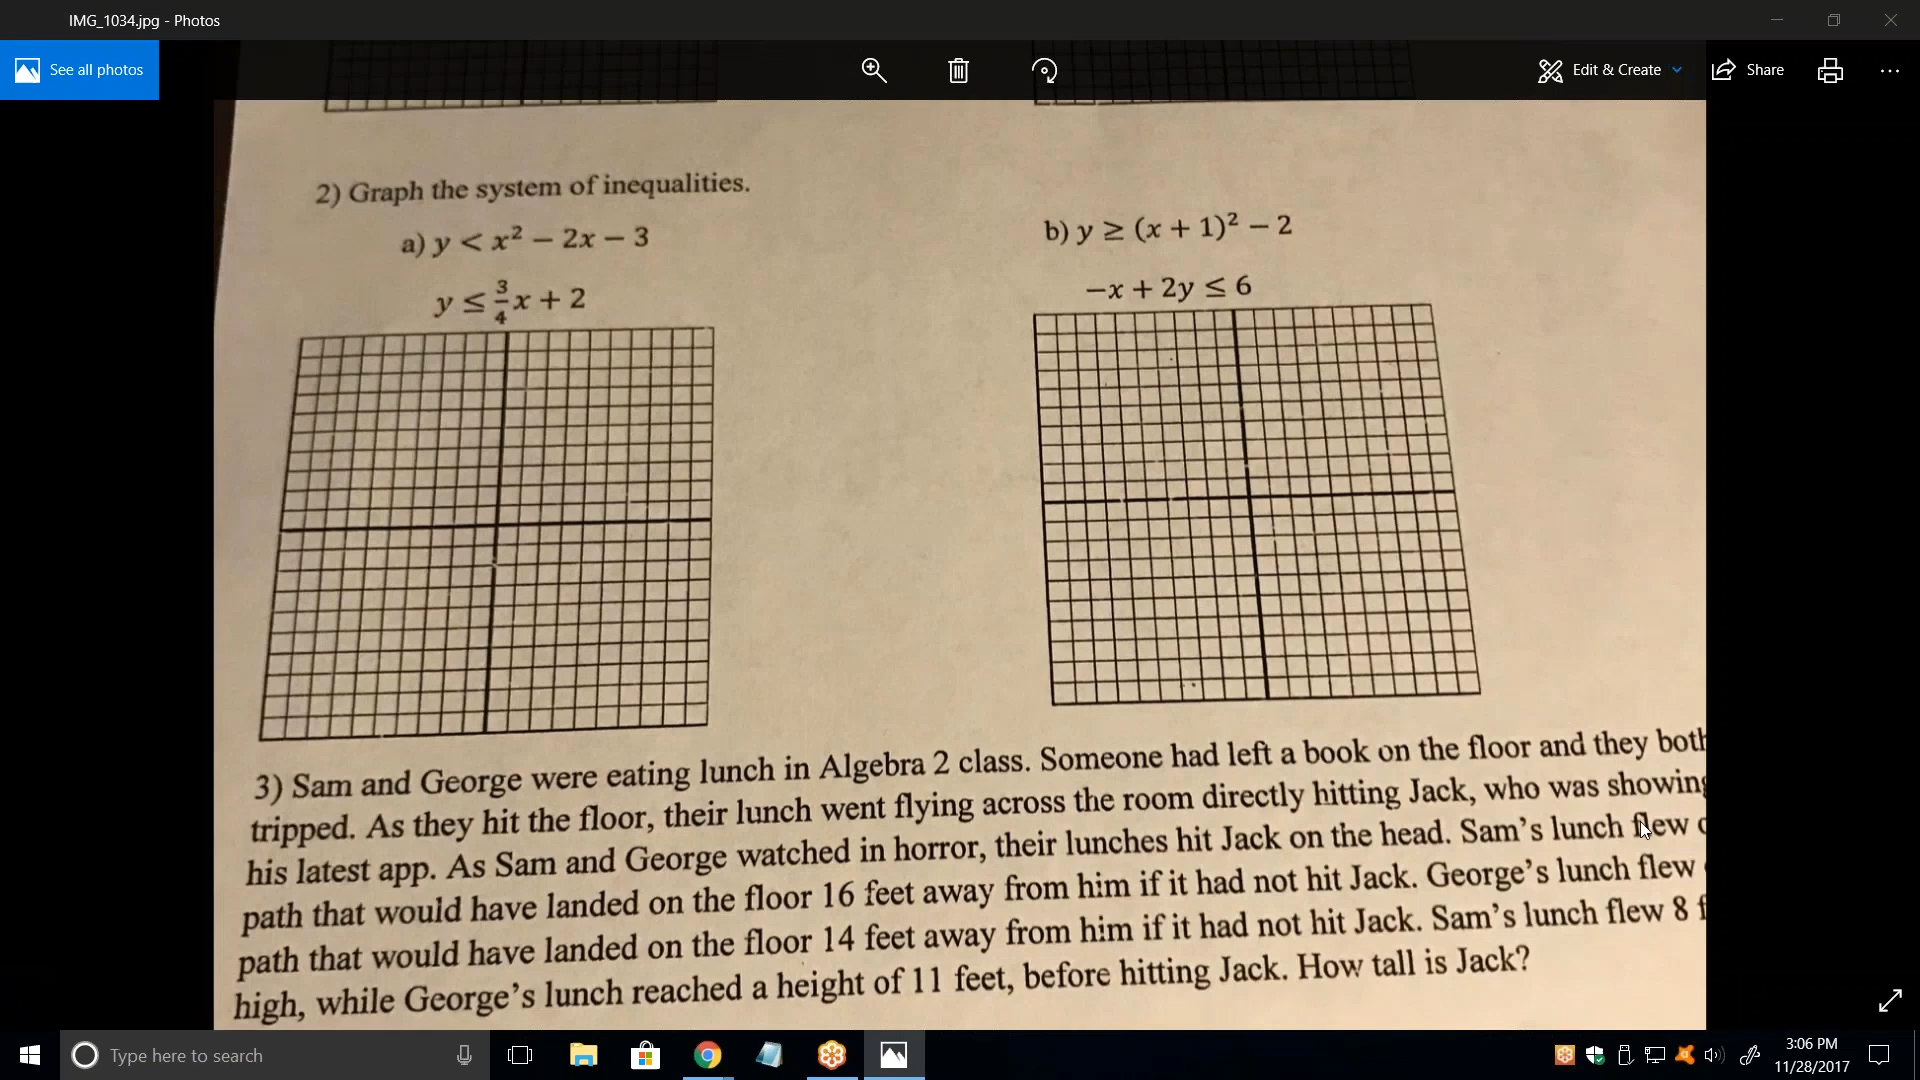 IMG_1034.jpg - Photos
See all photos
Edit & Create
Share
2) Graph the system of inequalities.
a) y < x² − 2x − 3
y ≤ 3/4 x + 2
b) y ≥ (x + 1)² − 2
−x + 2y ≤ 6
3) Sam and George were eating lunch in Algebra 2 class. Someone had left a book on the floor and they both
tripped. As they hit the floor, their lunch went flying across the room directly hitting Jack, who was showing
his latest app. As Sam and George watched in horror, their lunches hit Jack on the head. Sam's lunch flew
path that would have landed on the floor 16 feet away from him if it had not hit Jack. George's lunch flew
path that would have landed on the floor 14 feet away from him if it had not hit Jack. Sam's lunch flew 8
high, while George's lunch reached a height of 11 feet, before hitting Jack. How tall is Jack?
Type here to search
3:06 PM
11/28/2017